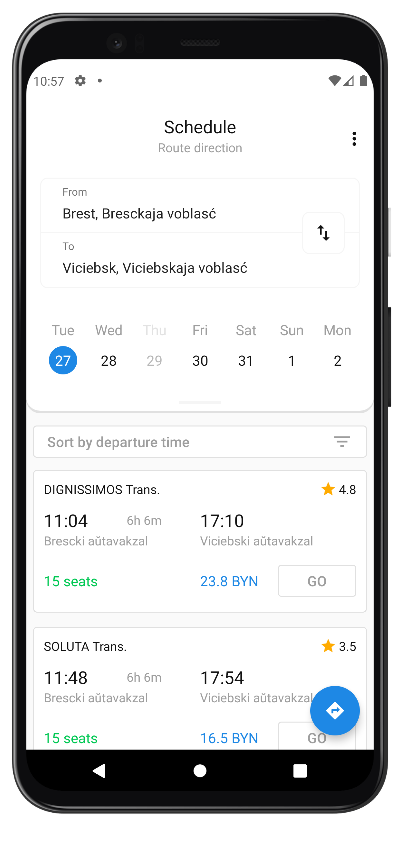 10:57
Schedule
Route direction
From
Brest, Bresckaja voblasć
To
Viciebsk, Viciebskaja voblasć
Tue Wed Thu Fri Sat Sun Mon
27 28 29 30 31 1 2
Sort by departure time
DIGNISSIMOS Trans. 4.8
11:04 6h 6m 17:10
Brescki aŭtavakzal Viciebski aŭtavakzal
15 seats 23.8 BYN GO
SOLUTA Trans. 3.5
11:48 6h 6m 17:54
Brescki aŭtavakzal Viciebski aŭtavakzal
15 seats 16.5 BYN GO